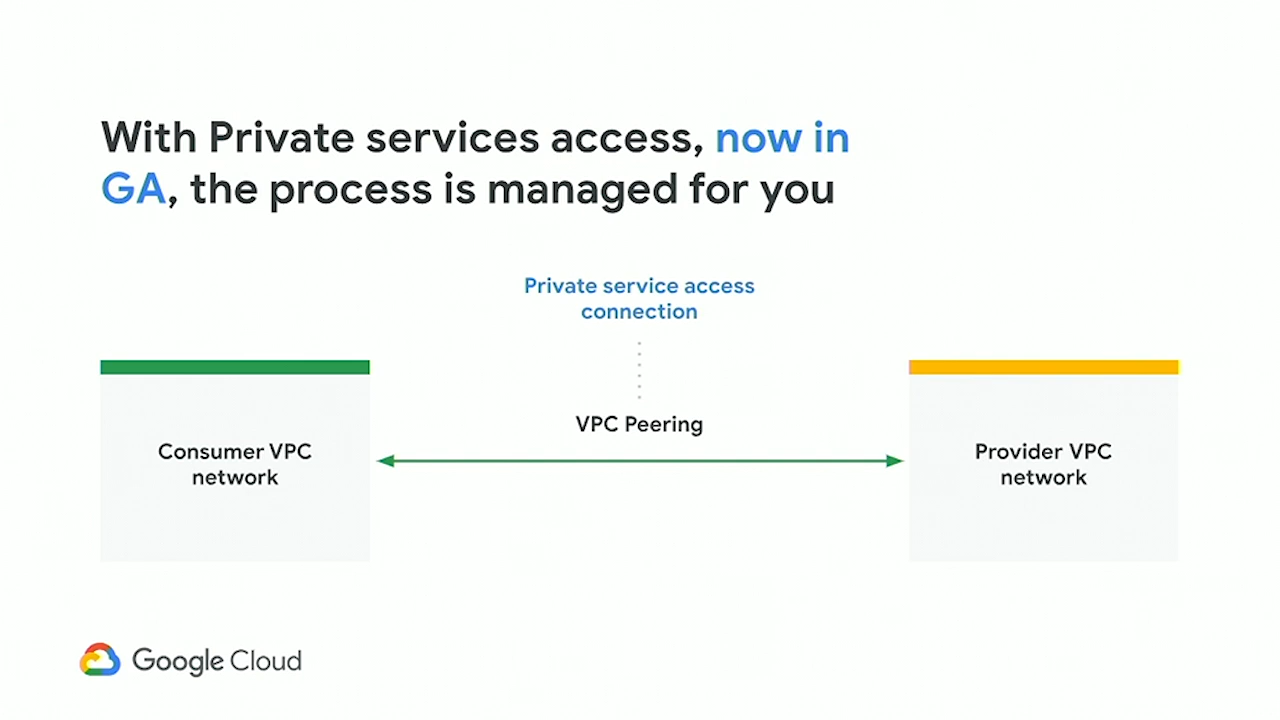 With Private services access, now in
GA, the process is managed for you
Private service access
connection
VPC Peering
Consumer VPC
network
Provider VPC
network
Google Cloud